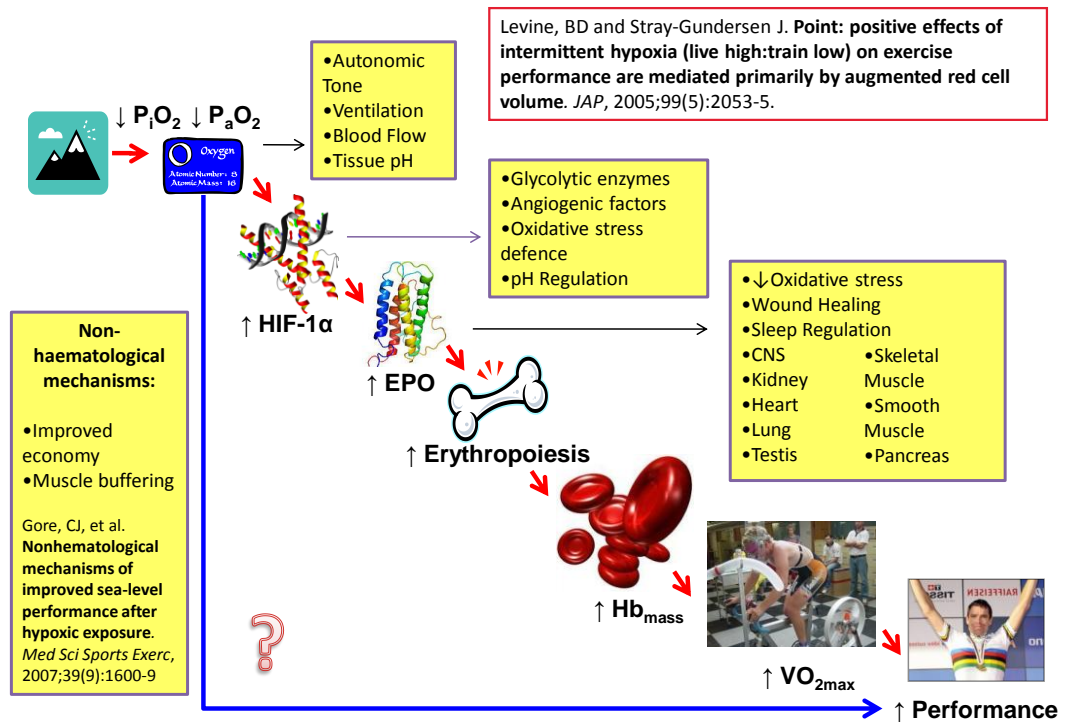 Levine, BD and Stray-Gundersen J. Point: positive effects of
intermittent hypoxia (live high:train low) on exercise
performance are mediated primarily by augmented red cell
volume. JAP, 2005;99(5):2053-5.
↓ PiO2 ↓ PaO2
O Oxygen
Atomic Number: 8
Atomic Mass: 16
•Autonomic
Tone
•Ventilation
•Blood Flow
•Tissue pH
•Glycolytic enzymes
•Angiogenic factors
•Oxidative stress
defence
•pH Regulation
↑ HIF-1α
↑ EPO
•↓Oxidative stress
•Wound Healing
•Sleep Regulation
•CNS
•Kidney
•Heart
•Lung
•Testis
•Skeletal
Muscle
•Smooth
Muscle
•Pancreas
↑ Erythropoiesis
↑ Hbmass
↑ VO2max
TISS
RAIFFEISEN
↑ Performance
Non-
haematological
mechanisms:
•Improved
economy
•Muscle buffering
Gore, CJ, et al.
Nonhematological
mechanisms of
improved sea-level
performance after
hypoxic exposure.
Med Sci Sports Exerc,
2007;39(9):1600-9
?